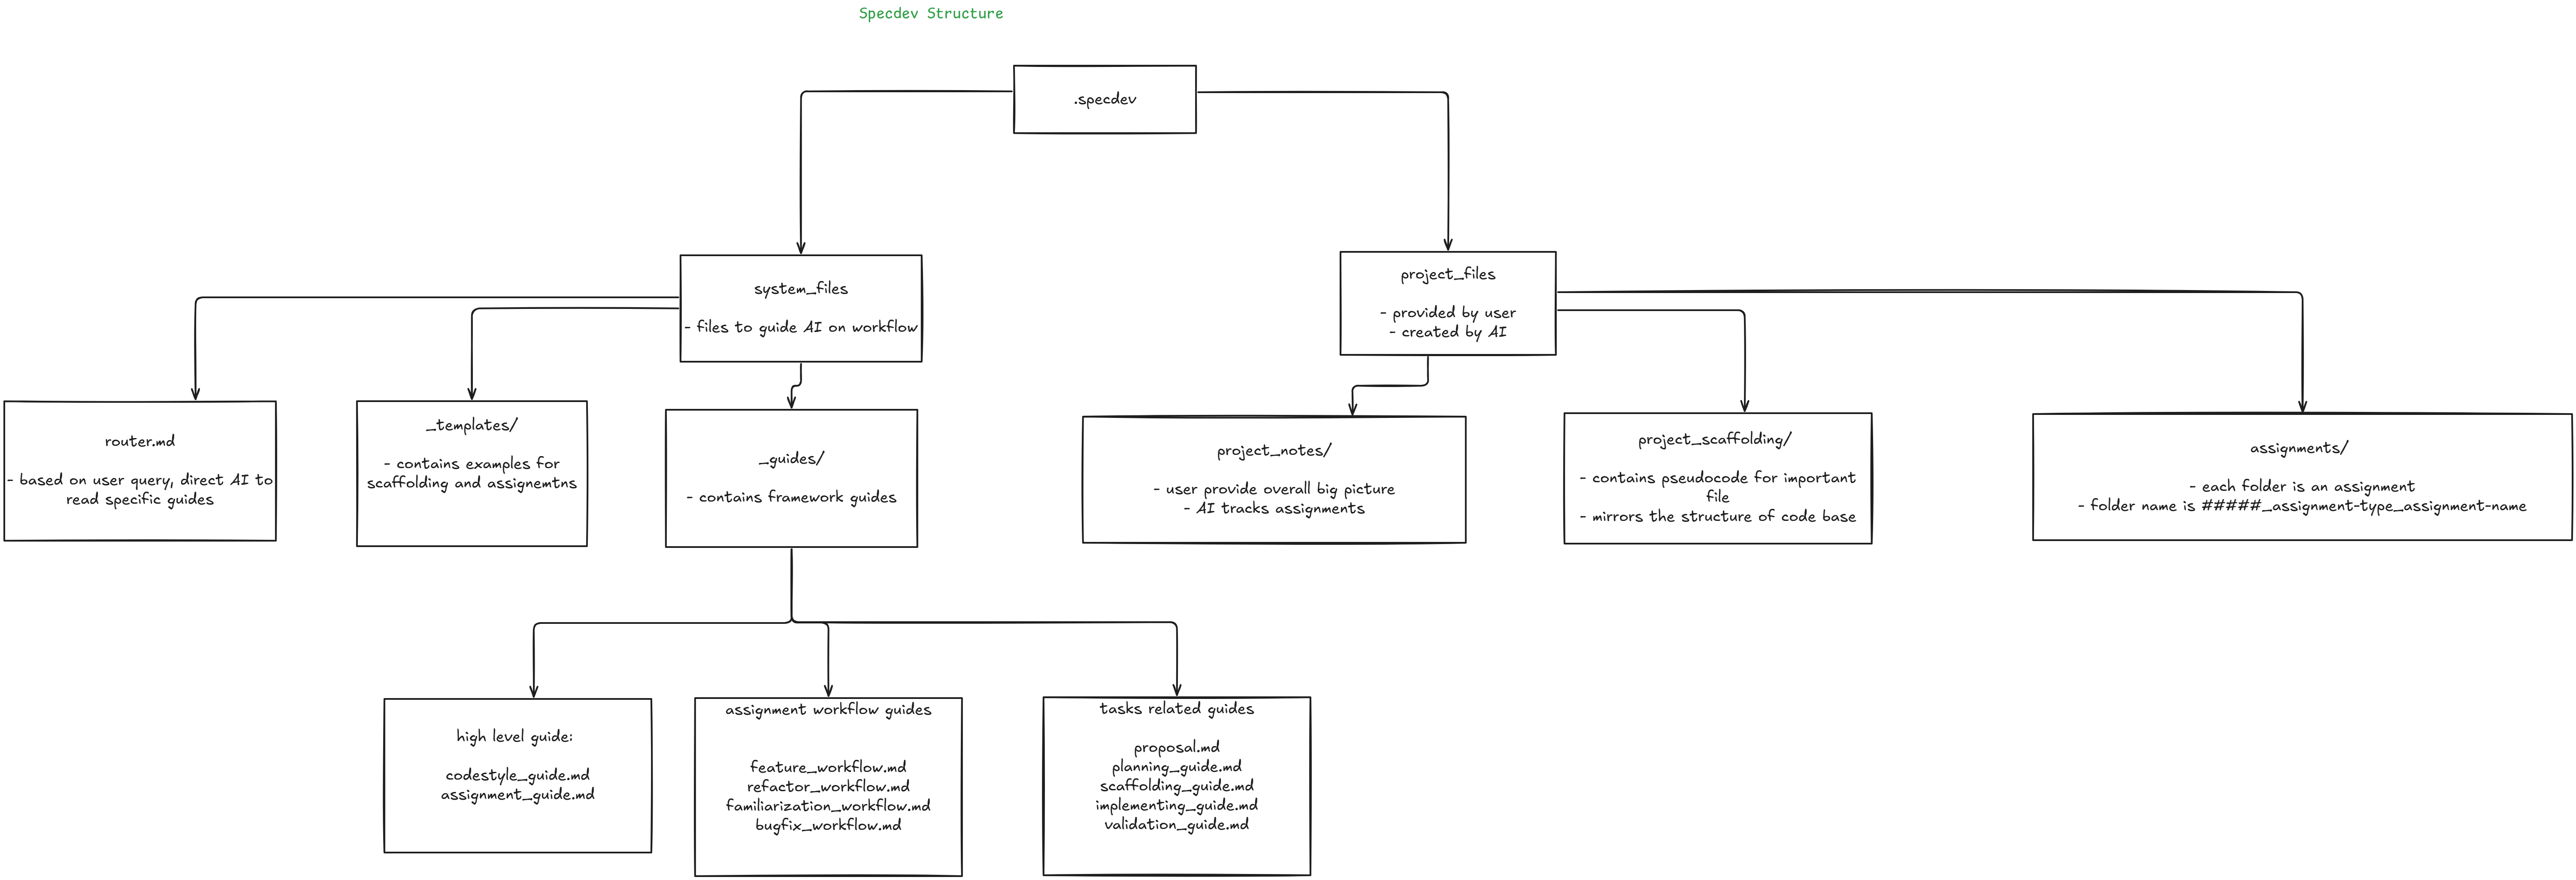 Specdev Structure
.specdev
system_files
- files to guide AI on workflow
project_files
- provided by user
- created by AI
router.md
- based on user query, direct AI to
read specific guides
_templates/
- contains examples for
scaffolding and assignemtns
_guides/
- contains framework guides
project_notes/
- user provide overall big picture
- AI tracks assignments
project_scaffolding/
- contains pseudocode for important
file
- mirrors the structure of code base
assignments/
- each folder is an assignment
- folder name is #####_assignment-type_assignment-name
high level guide:
codestyle_guide.md
assignment_guide.md
assignment workflow guides
feature_workflow.md
refactor_workflow.md
familiarization_workflow.md
bugfix_workflow.md
tasks related guides
proposal.md
planning_guide.md
scaffolding_guide.md
implementing_guide.md
validation_guide.md